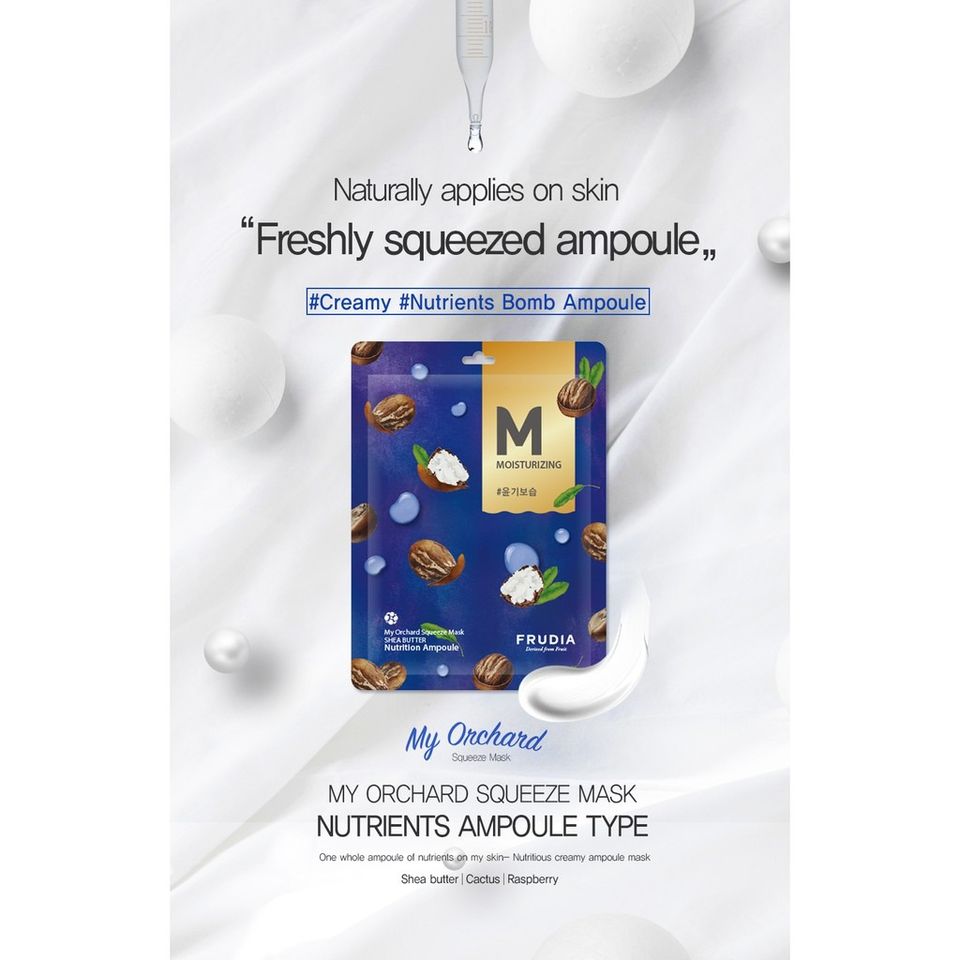 Naturally applies on skin
“Freshly squeezed ampoule„
#Creamy #Nutrients Bomb Ampoule
M
MOISTURIZING
#윤기보습
My Orchard Squeeze Mask
SHEA BUTTER
Nutrition Ampoule
FRUDIA
Derived from Fruit
My Orchard
Squeeze Mask
MY ORCHARD SQUEEZE MASK
NUTRIENTS AMPOULE TYPE
One whole ampoule of nutrients on my skin– Nutritious creamy ampoule mask
Shea butter | Cactus | Raspberry